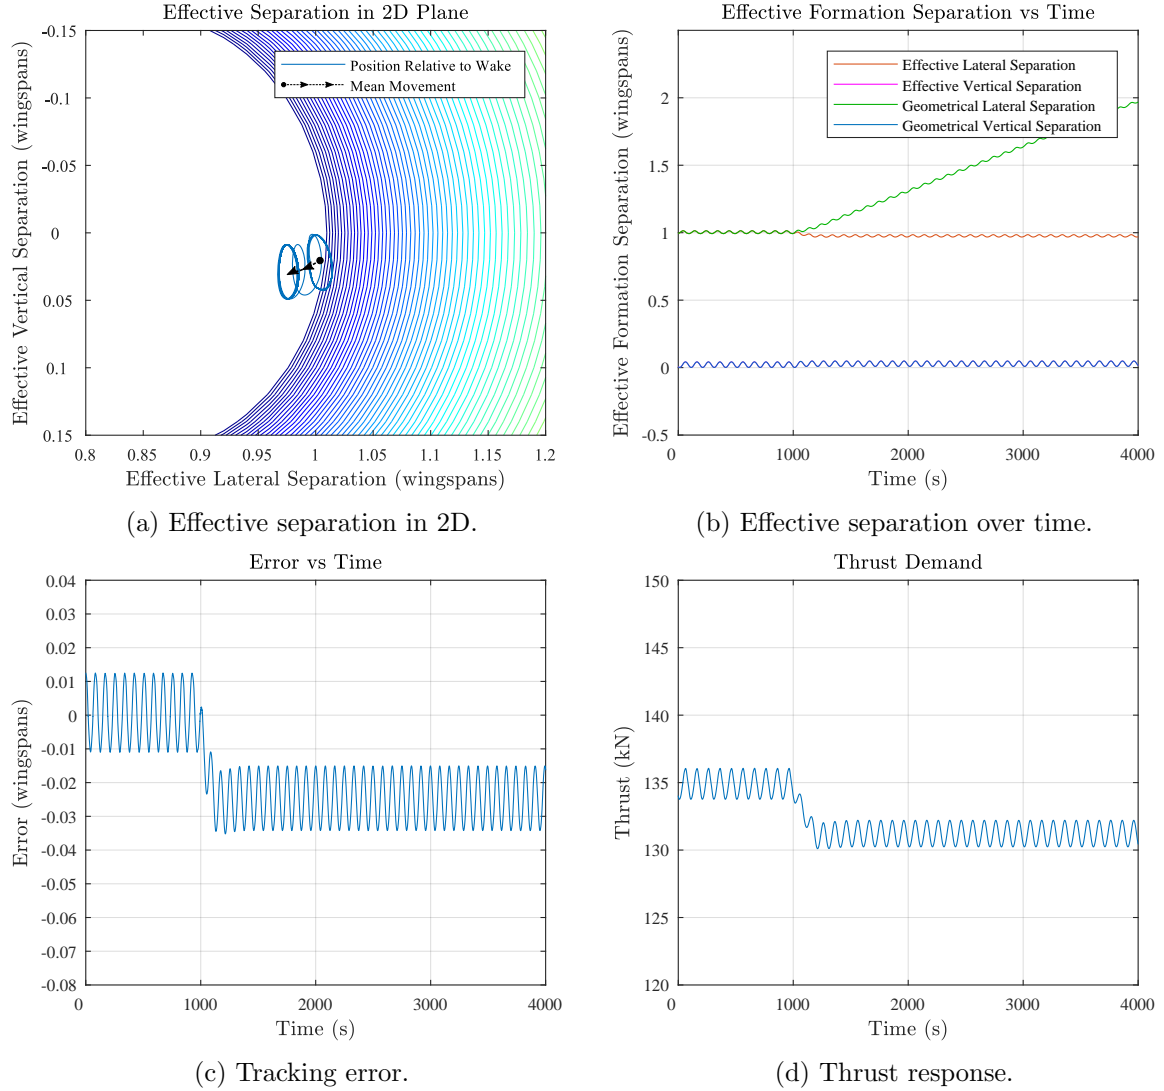 Effective Separation in 2D Plane
-0.15
-0.1
-0.05
0
0.05
0.1
0.15
Effective Vertical Separation (wingspans)
Position Relative to Wake
Mean Movement
0.8 0.85 0.9 0.95 1 1.05 1.1 1.15 1.2
Effective Lateral Separation (wingspans)
(a) Effective separation in 2D.
Effective Formation Separation vs Time
2
1.5
1
0.5
0
-0.5
Effective Formation Separation (wingspans)
Effective Lateral Separation
Effective Vertical Separation
Geometrical Lateral Separation
Geometrical Vertical Separation
0 1000 2000 3000 4000
Time (s)
(b) Effective separation over time.
Error vs Time
0.04
0.03
0.02
0.01
0
-0.01
-0.02
-0.03
-0.04
-0.05
-0.06
-0.07
-0.08
Error (wingspans)
0 1000 2000 3000 4000
Time (s)
(c) Tracking error.
Thrust Demand
150
145
140
135
130
125
120
Thrust (kN)
0 1000 2000 3000 4000
Time (s)
(d) Thrust response.